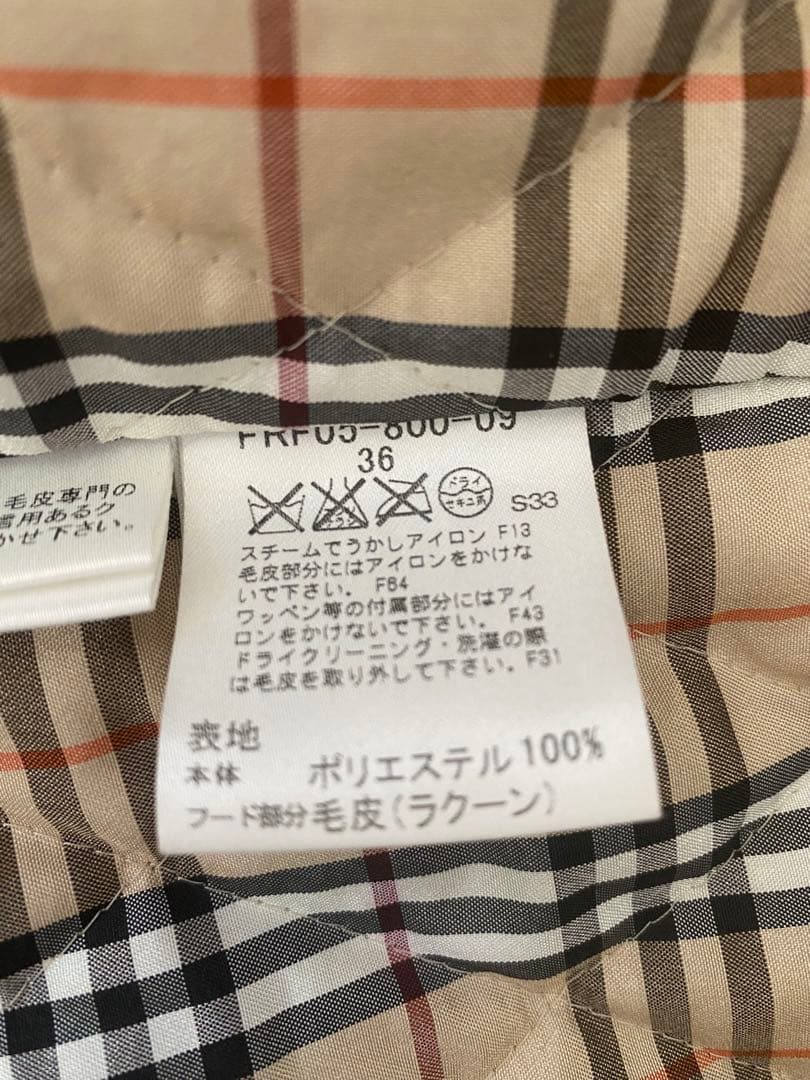 毛皮専門の
着用あるク
かせ下さい。
FRF05-800-09
36
ドライ
セキユ系
S33
スチームでうかしアイロン F13
毛皮部分にはアイロンをかけな
いで下さい。 F64
ワッペン等の付属部分にはアイ
ロンをかけないで下さい。 F43
ドライクリーニング・洗濯の際
は毛皮を取り外して下さい。F31
表地
本体 ポリエステル100%
フード部分毛皮(ラクーン)